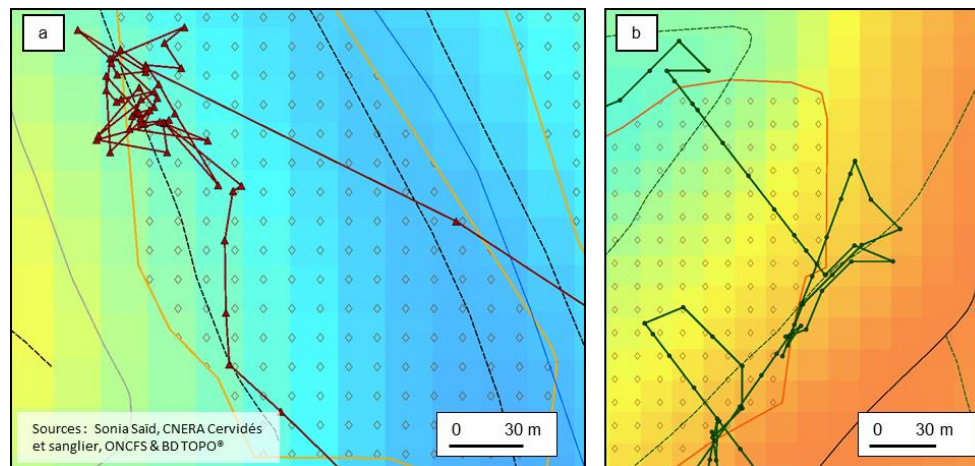 a
b
Sources : Sonia Saïd, CNERA Cervidés
et sanglier, ONCFS & BD TOPO®
0 30 m
0 30 m